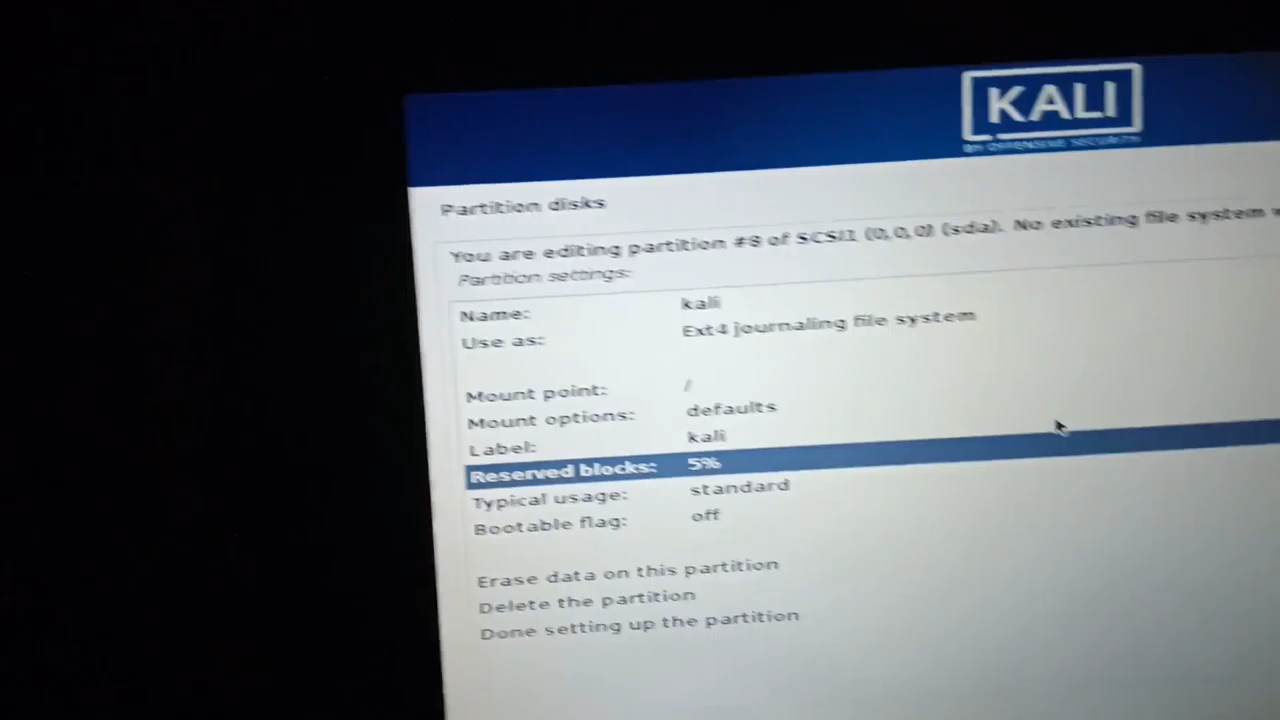 KALI
BY OFFENSIVE SECURITY
Partition disks
You are editing partition #8 of SCSI1 (0,0,0) (sda). No existing file system
Partition settings:
Name: kali
Use as: Ext4 journaling file system
Mount point: /
Mount options: defaults
Label: kali
Reserved blocks: 5%
Typical usage: standard
Bootable flag: off
Erase data on this partition
Delete the partition
Done setting up the partition